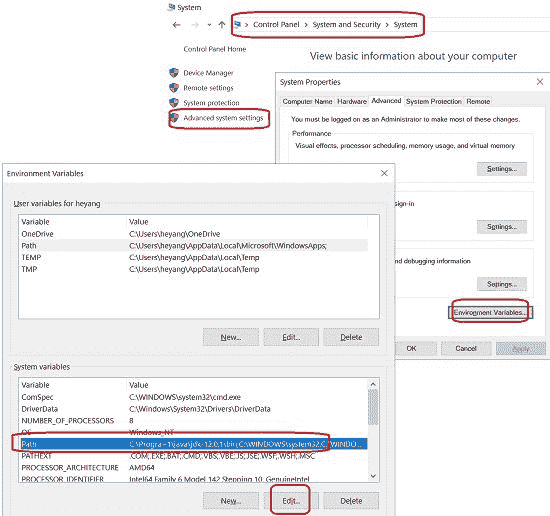 System
Control Panel > System and Security > System
Control Panel Home
View basic information about your computer
Device Manager
Remote settings
System protection
Advanced system settings
System Properties
Computer Name Hardware Advanced System Protection Remote
You must be logged on as an Administrator to make most of these changes.
Performance
Visual effects, processor scheduling, memory usage, and virtual memory
Settings...
sign-in
Settings...
nd debugging information
Settings...
Environment Variables...
OK Cancel Apply
Environment Variables
User variables for heyang
Variable Value
OneDrive C:\Users\heyang\OneDrive
Path C:\Users\heyang\AppData\Local\Microsoft\WindowsApps;
TEMP C:\Users\heyang\AppData\Local\Temp
TMP C:\Users\heyang\AppData\Local\Temp
New... Edit... Delete
System variables
Variable Value
ComSpec C:\WINDOWS\system32\cmd.exe
DriverData C:\Windows\System32\Drivers\DriverData
NUMBER_OF_PROCESSORS 8
OS Windows_NT
Path C:\Progra~1\java\jdk-12.0.1\bin;C:\WINDOWS\system32;C:\WINDO...
PATHEXT .COM;.EXE;.BAT;.CMD;.VBS;.VBE;.JS;.JSE;.WSF;.WSH;.MSC
PROCESSOR_ARCHITECTURE AMD64
PROCESSOR_IDENTIFIER Intel64 Family 6 Model 142 Stepping 10, GenuineIntel
New... Edit... Delete